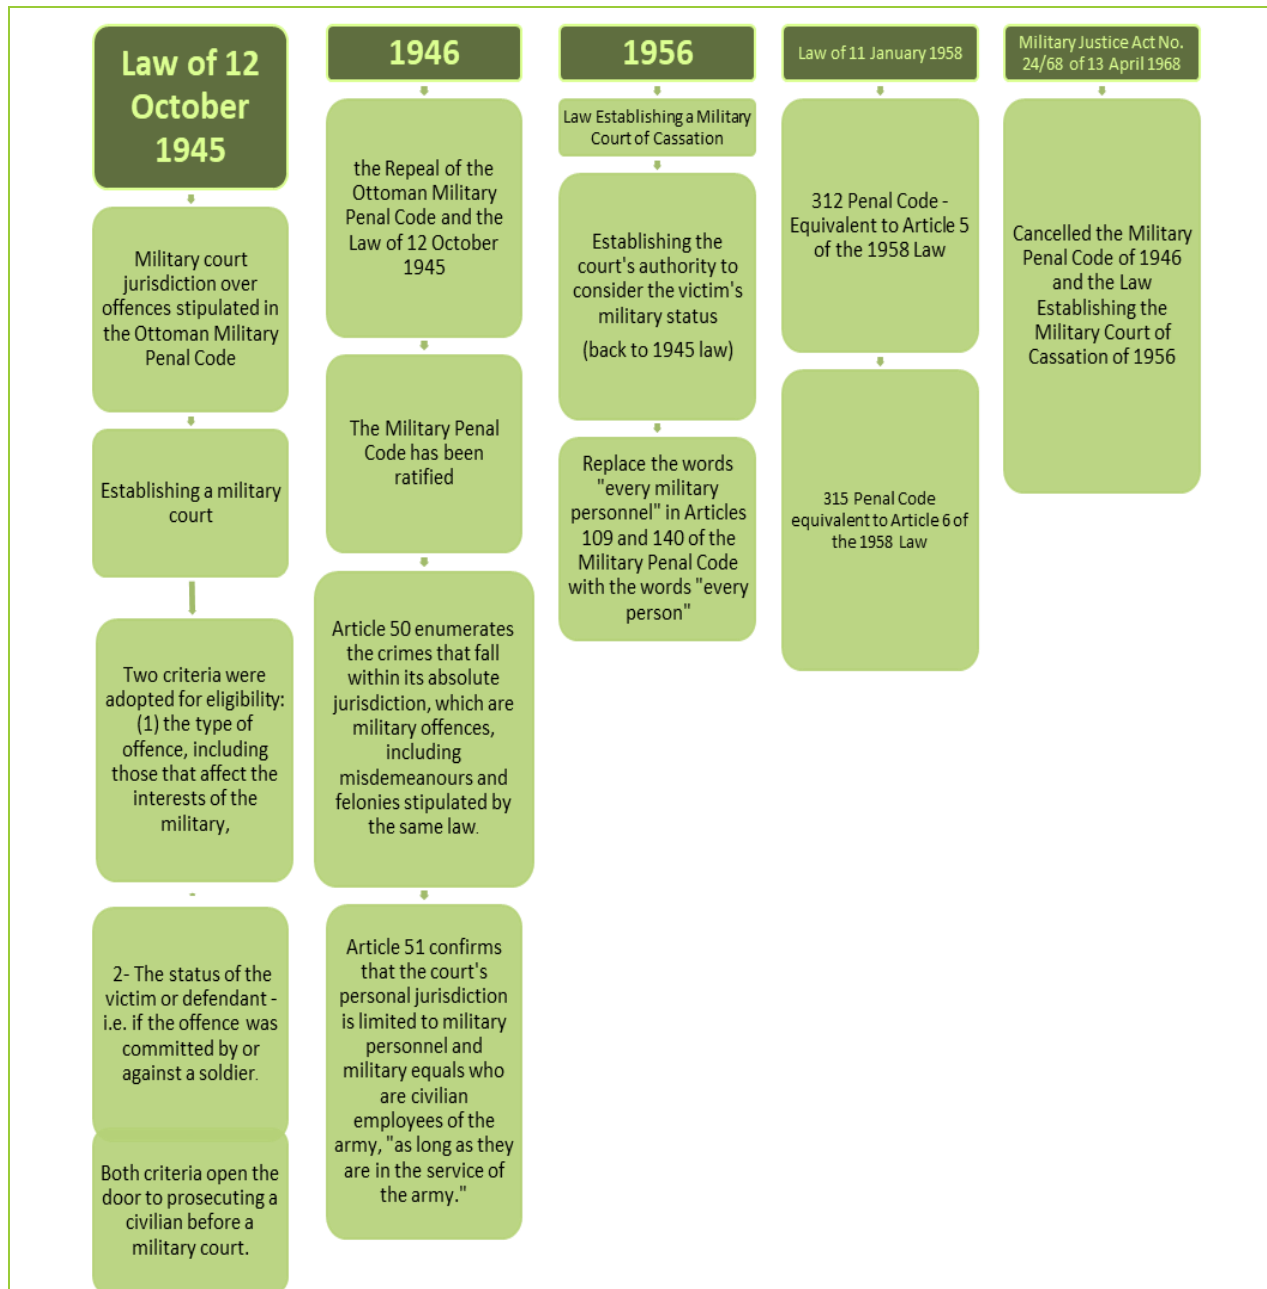 Law of 12
October
1945
Military court
jurisdiction over
offences stipulated in
the Ottoman Military
Penal Code
Establishing a military
court
Two criteria were
adopted for eligibility:
(1) the type of
offence, including
those that affect the
interests of the
military,
2- The status of the
victim or defendant -
i.e. if the offence was
committed by or
against a soldier.
Both criteria open the
door to prosecuting a
civilian before a
military court.
1946
the Repeal of the
Ottoman Military
Penal Code and the
Law of 12 October
1945
The Military Penal
Code has been
ratified
Article 50 enumerates
the crimes that fall
within its absolute
jurisdiction, which are
military offences,
including
misdemeanours and
felonies stipulated by
the same law.
Article 51 confirms
that the court's
personal jurisdiction
is limited to military
personnel and
military equals who
are civilian
employees of the
army, "as long as they
are in the service of
the army."
1956
Law Establishing a Military
Court of Cassation
Establishing the
court's authority to
consider the victim's
military status
(back to 1945 law)
Replace the words
"every military
personnel" in Articles
109 and 140 of the
Military Penal Code
with the words "every
person"
Law of 11 January 1958
312 Penal Code -
Equivalent to Article 5
of the 1958 Law
315 Penal Code
equivalent to Article 6 of
the 1958 Law
Military Justice Act No.
24/68 of 13 April 1968
Cancelled the Military
Penal Code of 1946
and the Law
Establishing the
Military Court of
Cassation of 1956